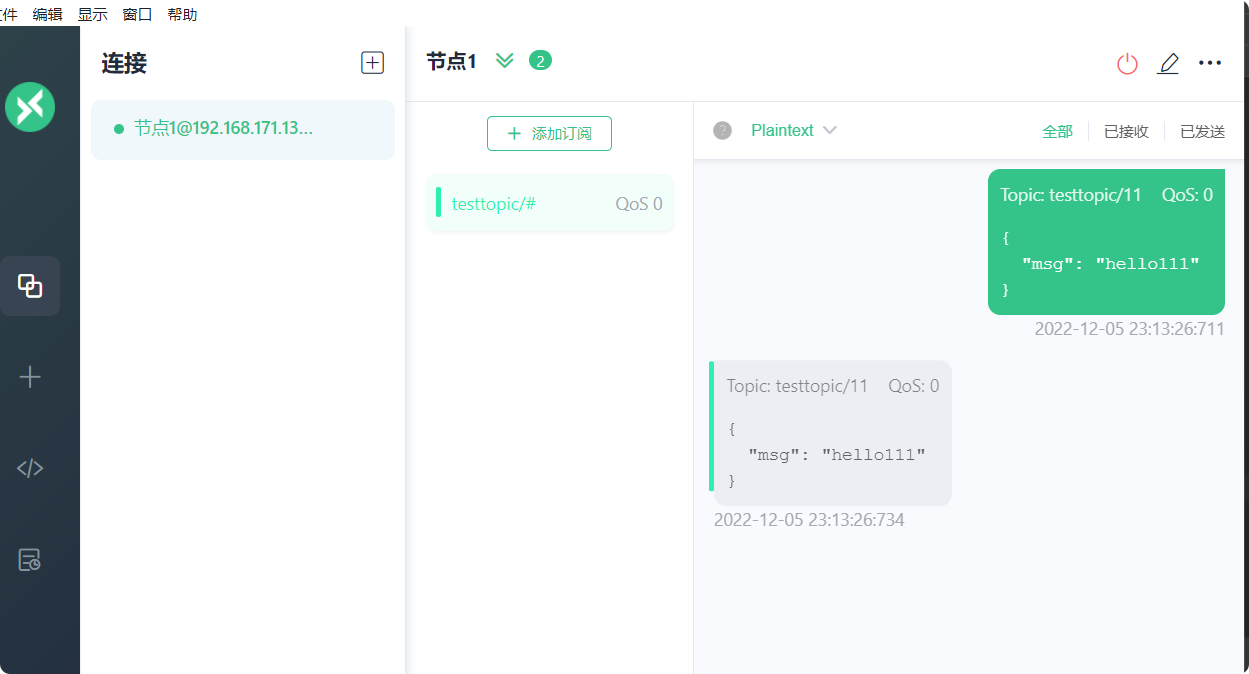 文件 编辑 显示 窗口 帮助
连接
节点1@192.168.171.13...
节点1 2
添加订阅
testtopic/# QoS 0
Plaintext
全部 已接收 已发送
Topic: testtopic/11 QoS: 0
{
"msg": "hello111"
}
2022-12-05 23:13:26:711
Topic: testtopic/11 QoS: 0
{
"msg": "hello111"
}
2022-12-05 23:13:26:734